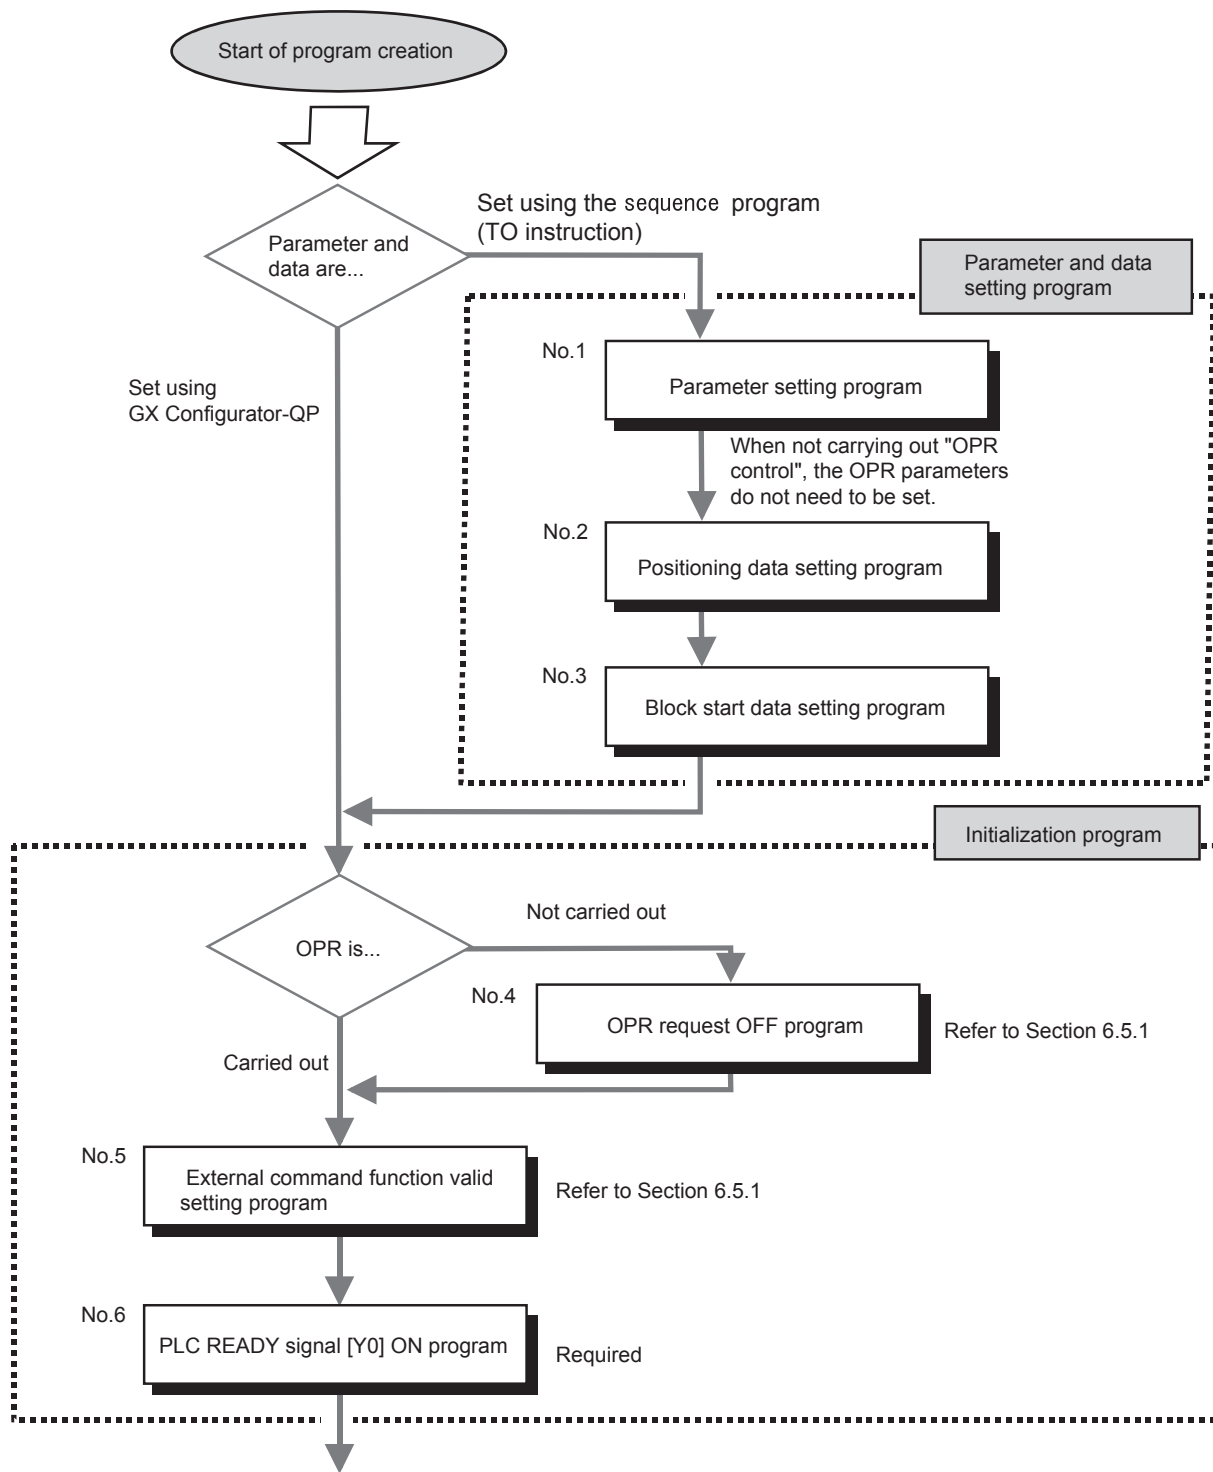 Start of program creation
Parameter and
data are...
Set using the sequence program
(TO instruction)
Parameter and data
setting program
No.1
Parameter setting program
Set using
GX Configurator-QP
When not carrying out "OPR
control", the OPR parameters
do not need to be set.
No.2
Positioning data setting program
No.3
Block start data setting program
Initialization program
OPR is...
Not carried out
No.4
OPR request OFF program
Refer to Section 6.5.1
Carried out
No.5
External command function valid
setting program
Refer to Section 6.5.1
No.6
PLC READY signal [Y0] ON program
Required